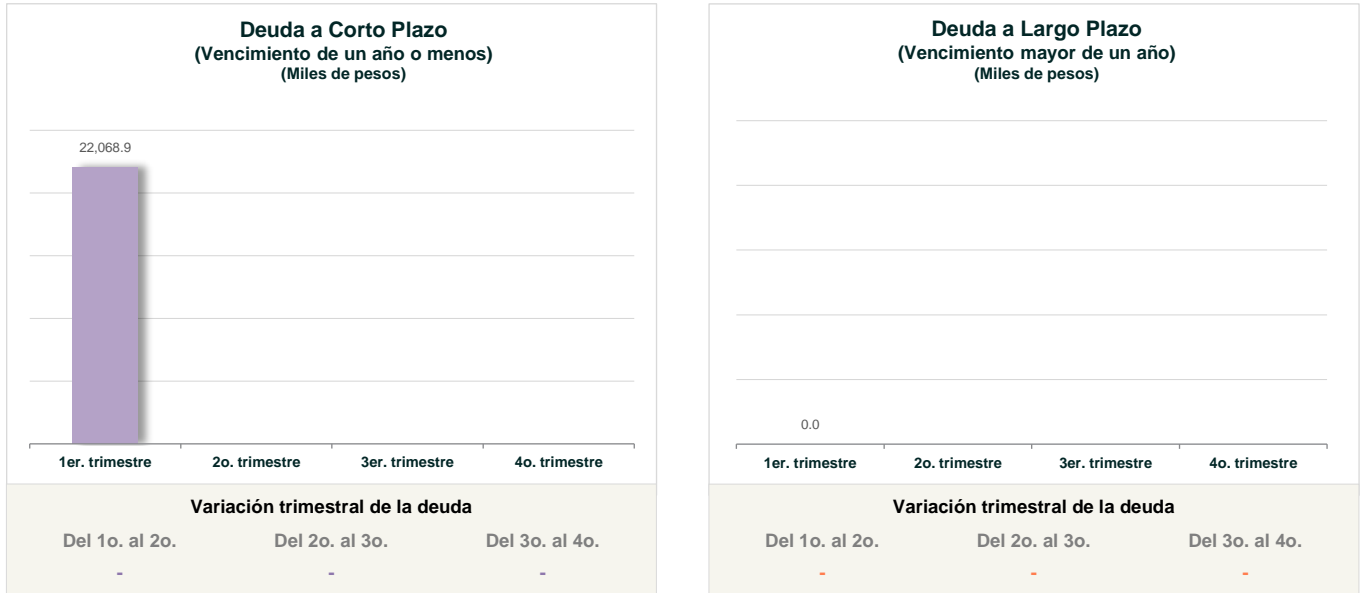 Deuda a Corto Plazo
(Vencimiento de un año o menos)
(Miles de pesos)
22,068.9
1er. trimestre 2o. trimestre 3er. trimestre 4o. trimestre
Variación trimestral de la deuda
Del 1o. al 2o. Del 2o. al 3o. Del 3o. al 4o.
- - -
Deuda a Largo Plazo
(Vencimiento mayor de un año)
(Miles de pesos)
0.0
1er. trimestre 2o. trimestre 3er. trimestre 4o. trimestre
Variación trimestral de la deuda
Del 1o. al 2o. Del 2o. al 3o. Del 3o. al 4o.
- - -